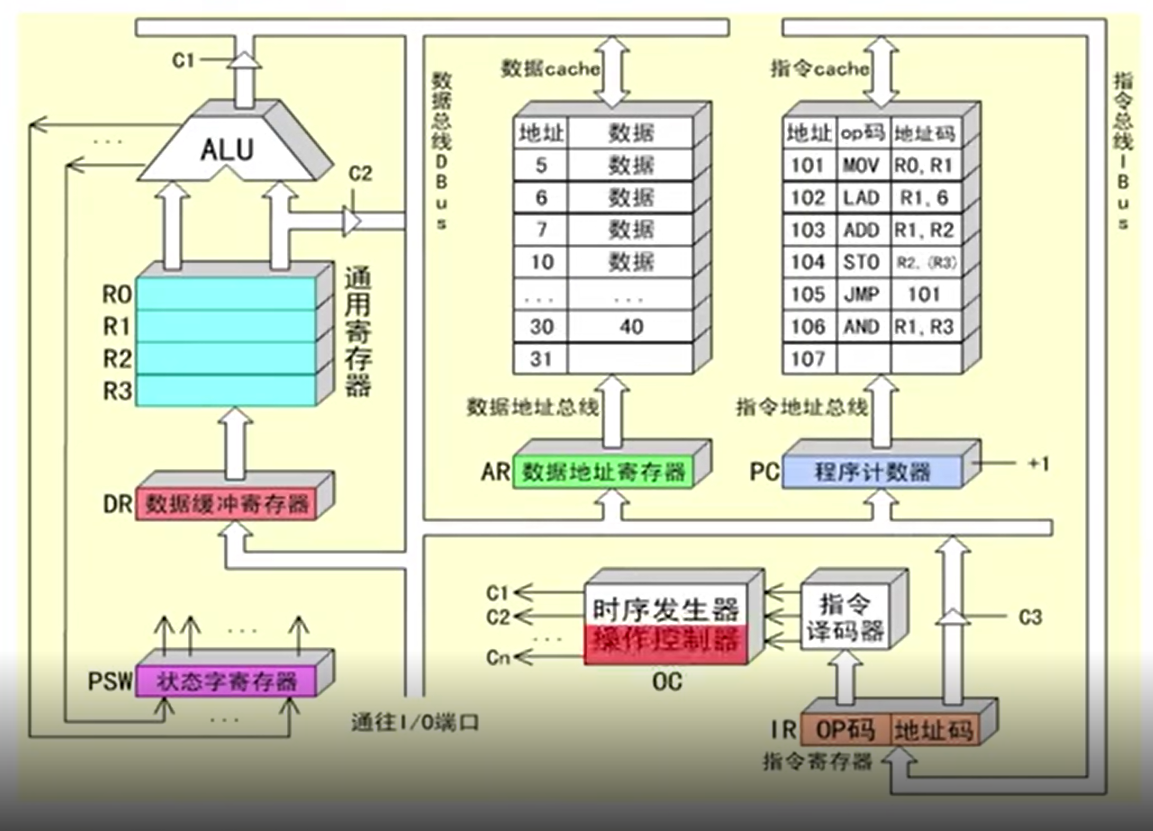 C1
ALU
...
C2
数据总线DBus
通用寄存器
R0
R1
R2
R3
DR 数据缓冲寄存器
...
PSW 状态字寄存器
...
通往I/O端口
数据cache
地址 数据
5 数据
6 数据
7 数据
10 数据
... ...
30 40
31
数据地址总线
AR 数据地址寄存器
指令cache
地址 op码 地址码
101 MOV R0, R1
102 LAD R1, 6
103 ADD R1, R2
104 STO R2, (R3)
105 JMP 101
106 AND R1, R3
107
指令地址总线
PC 程序计数器 +1
指令总线IBus
C1
C2
...
Cn
时序发生器
操作控制器
OC
指令
译码器
C3
IR OP码 地址码
指令寄存器